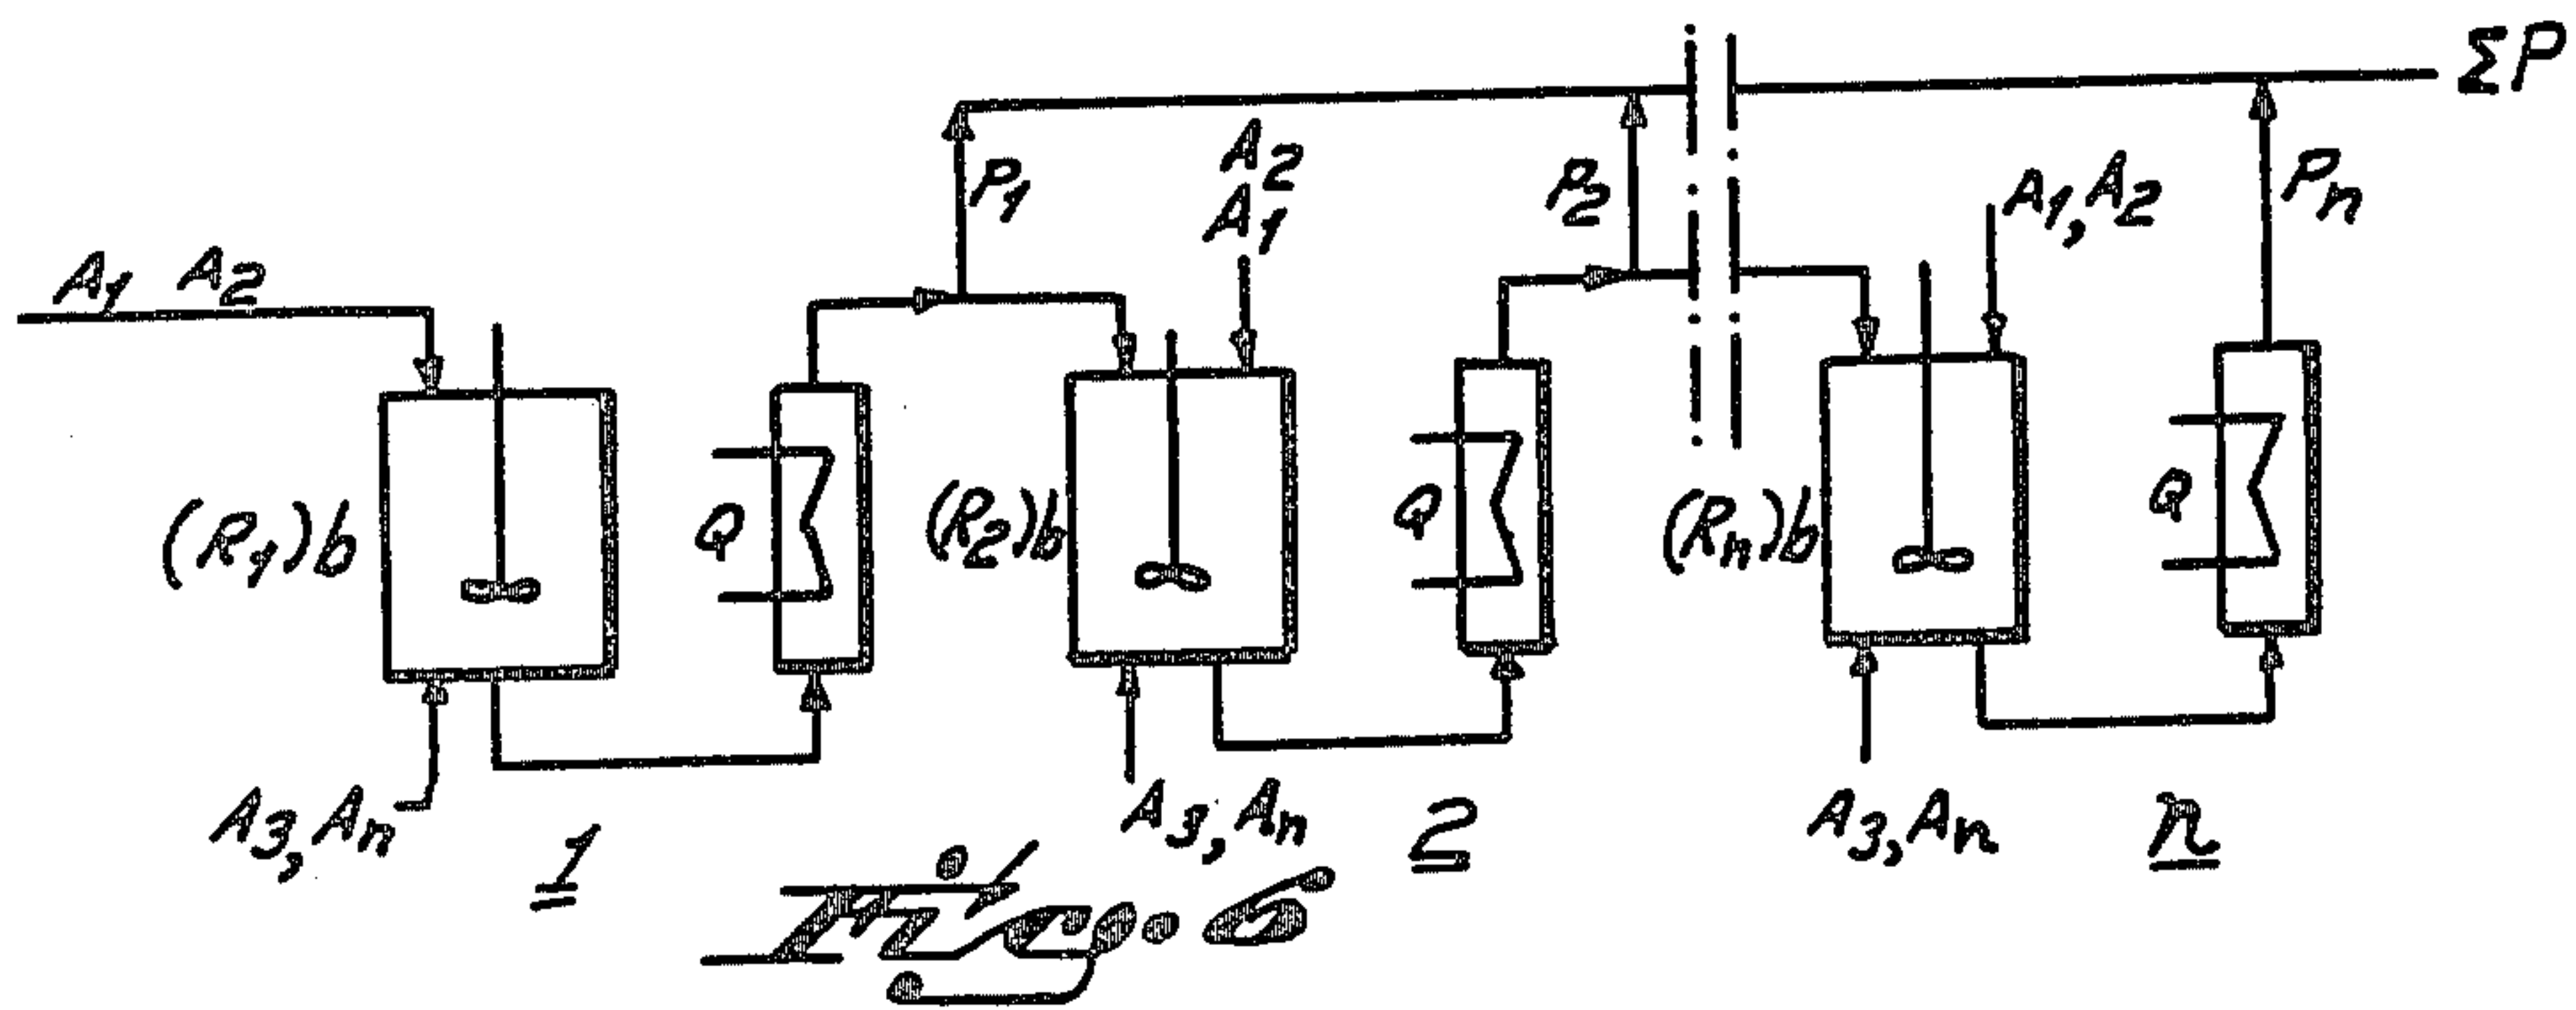 ΣP
A2
A1
P1
P2
A1, A2
Pn
A1 A2
(R1)b
Q
(R2)b
Q
(Rn)b
Q
A3, An
1
A3, An
2
A3, An
n
Fig. 6